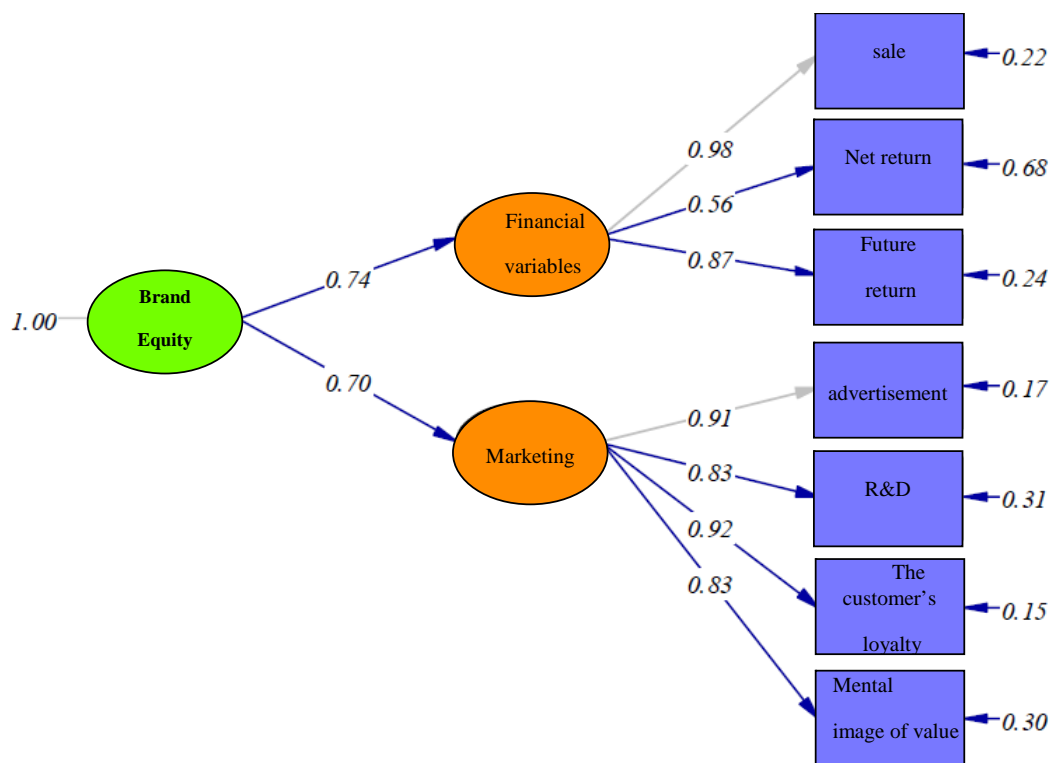 sale
0.22
0.98
Net return
0.68
0.56
Financial
variables
Future
return
0.87
0.24
0.74
Brand
Equity
1.00
0.70
advertisement
0.17
0.91
Marketing
0.83
R&D
0.31
0.92
The
customer’s
loyalty
0.15
0.83
Mental
image of value
0.30